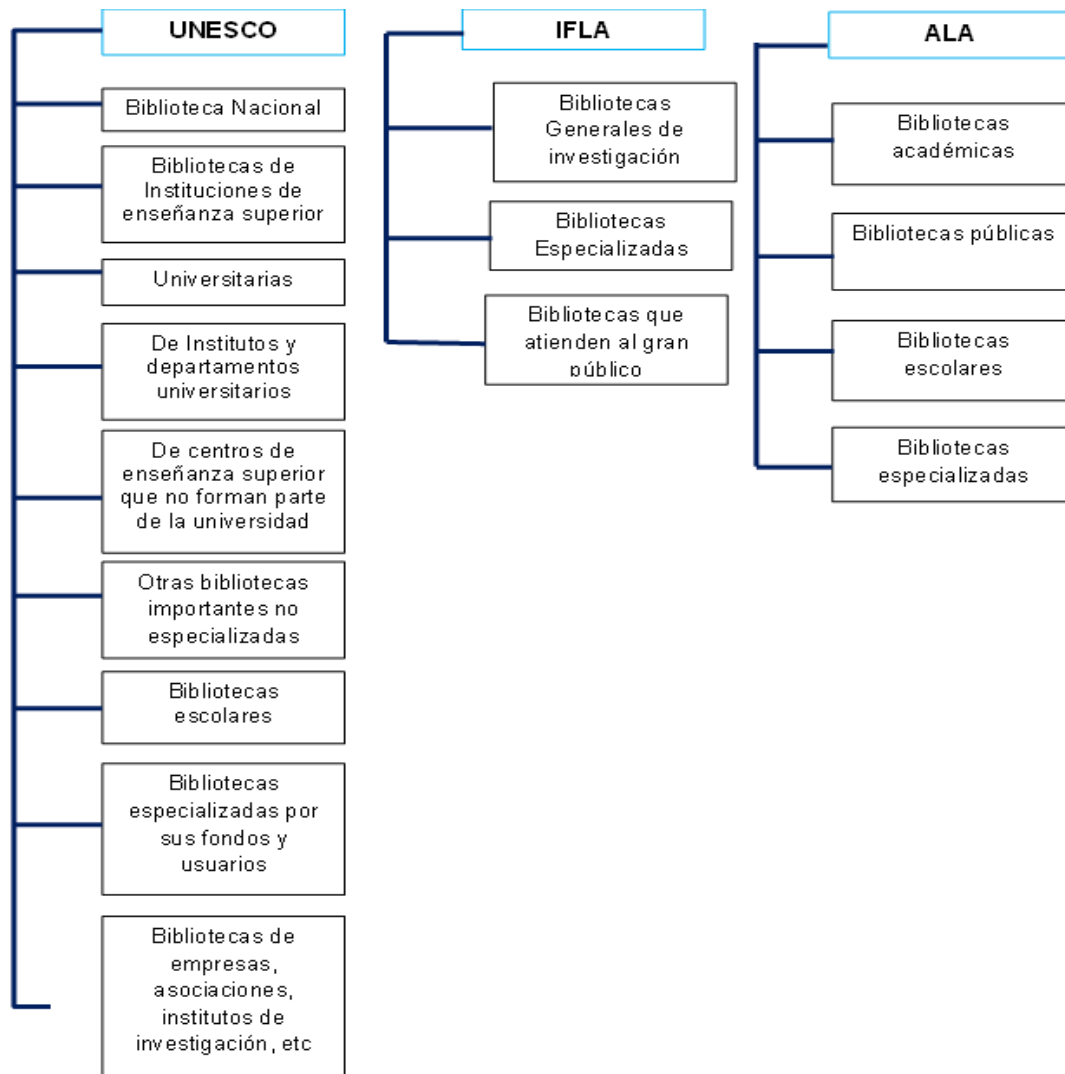 UNESCO
Biblioteca Nacional
Bibliotecas de
Instituciones de
enseñanza superior
Universitarias
De Institutos y
departamentos
universitarios
De centros de
enseñanza superior
que no forman parte
de la universidad
Otras bibliotecas
importantes no
especializadas
Bibliotecas
escolares
Bibliotecas
especializadas por
sus fondos y
usuarios
Bibliotecas de
empresas,
asociaciones,
institutos de
investigación, etc
IFLA
Bibliotecas
Generales de
investigación
Bibliotecas
Especializadas
Bibliotecas que
atienden al gran
público
ALA
Bibliotecas
académicas
Bibliotecas públicas
Bibliotecas
escolares
Bibliotecas
especializadas